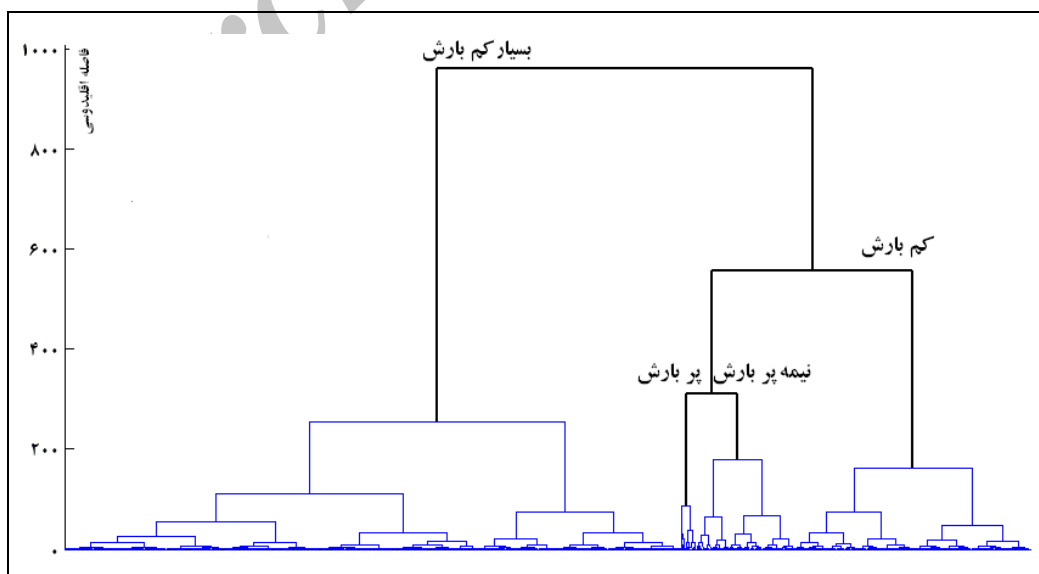 بسیار کم بارش
۱۰۰۰
فاصله اقلیدوسی
۸۰۰
کم بارش
۶۰۰
۴۰۰
نیمه پر بارش
پر بارش
۲۰۰
۰